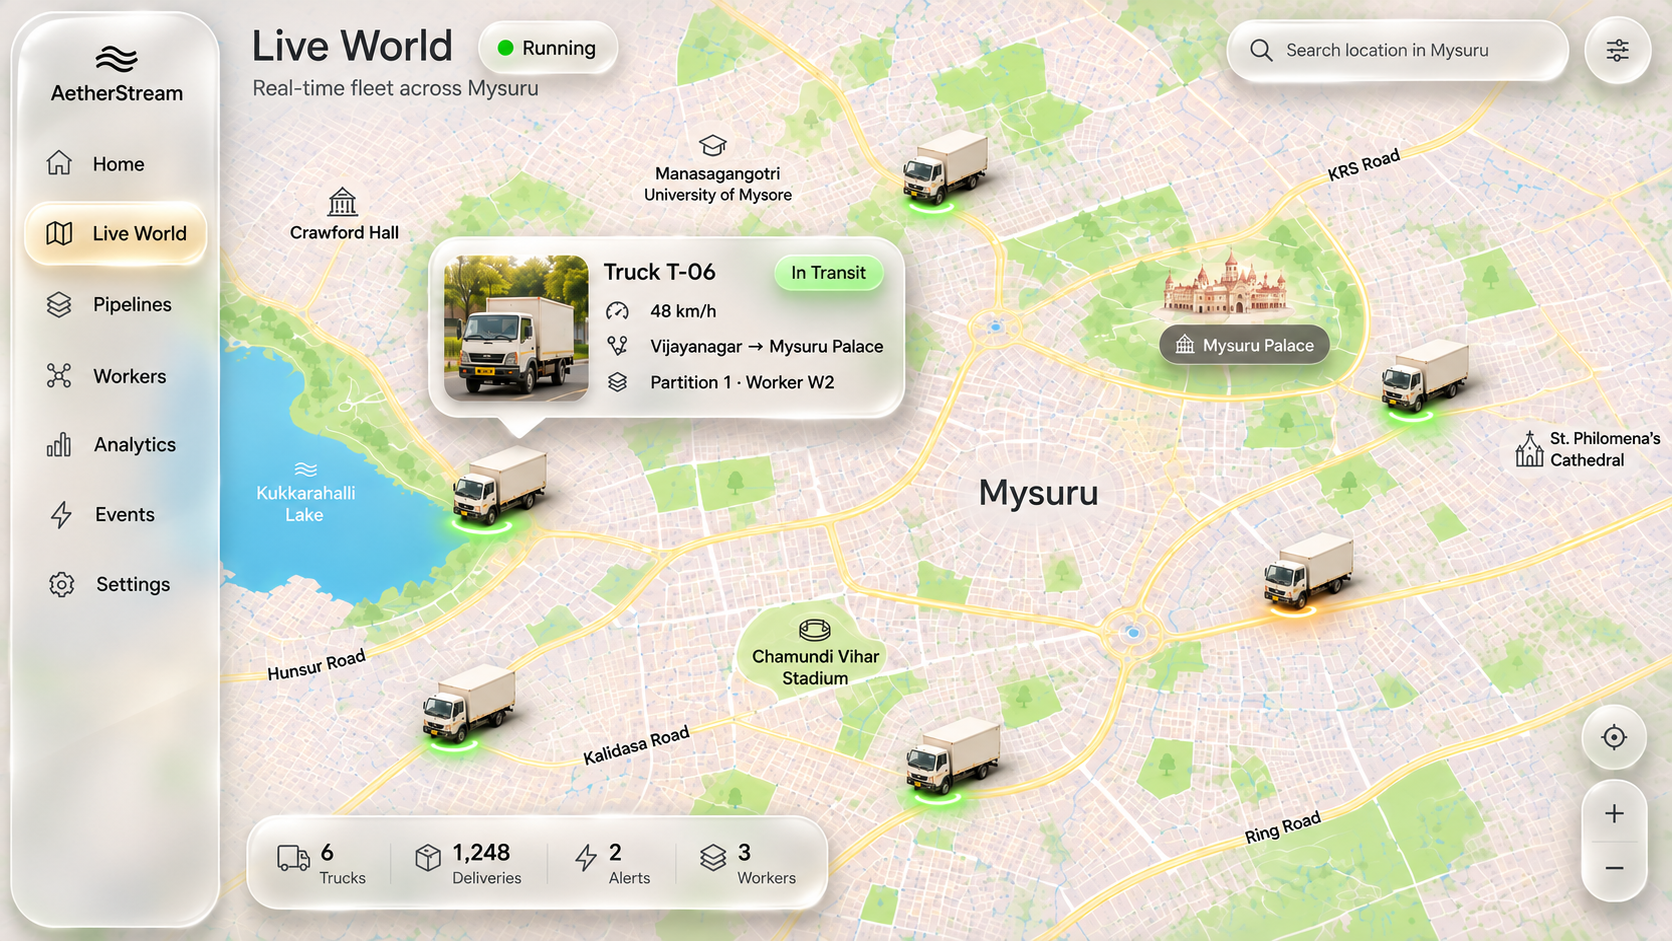 AetherStream
Home
Live World
Pipelines
Workers
Analytics
Events
Settings
Live World
Running
Real-time fleet across Mysuru
Search location in Mysuru
Manasagangotri
University of Mysore
Crawford Hall
KRS Road
Truck T-06
In Transit
48 km/h
Vijayanagar → Mysuru Palace
Partition 1 · Worker W2
Mysuru Palace
St. Philomena's
Cathedral
Kukkarahalli
Lake
Mysuru
Chamundi Vihar
Stadium
Hunsur Road
Kalidasa Road
Ring Road
6
Trucks
1,248
Deliveries
2
Alerts
3
Workers